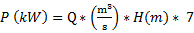 P (kW) = Q * (m³/s) * H(m) * 7